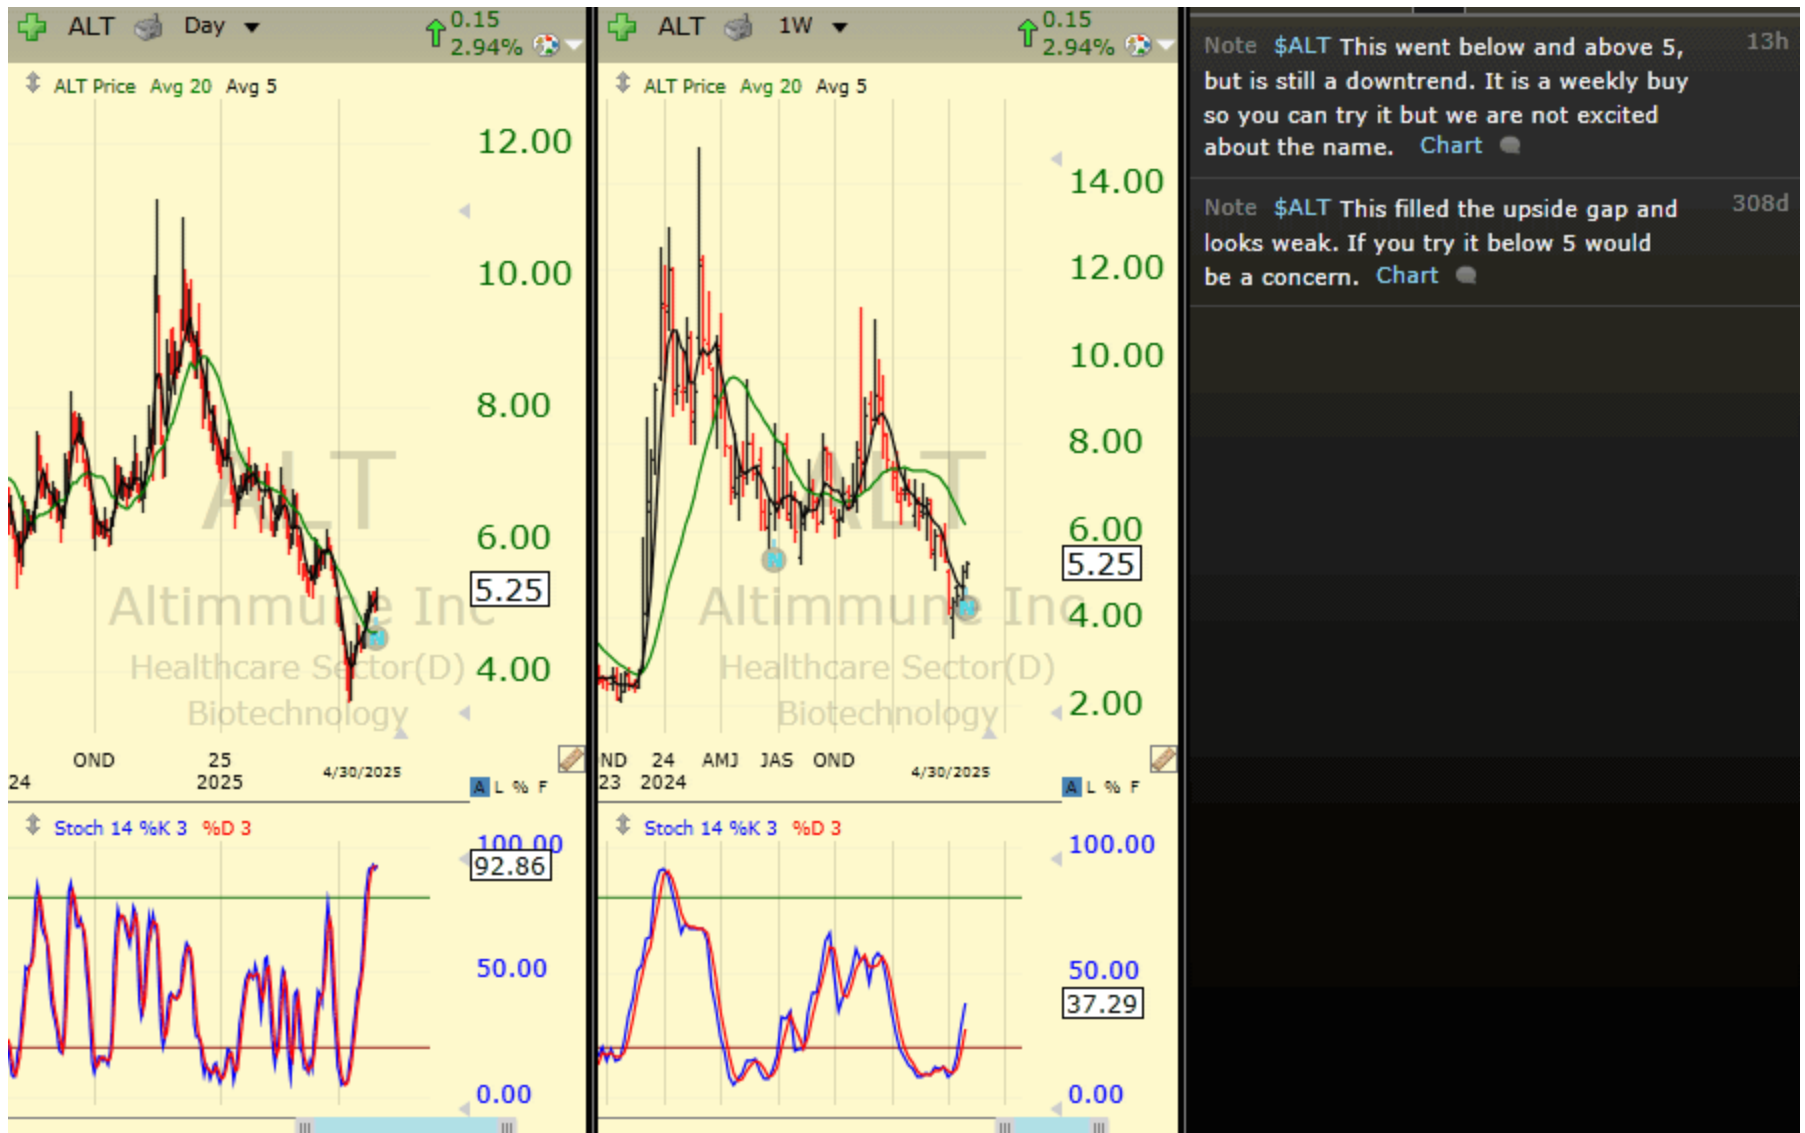 ALT Day 0.15
2.94%
ALT Price Avg 20 Avg 5
12.00
10.00
8.00
6.00
5.25
4.00
ALT
Altimmune Inc
Healthcare Sector(D)
Biotechnology
OND 25 4/30/2025
24 2025
A L % F
Stoch 14 %K 3 %D 3
100.00
92.86
50.00
0.00
ALT 1W 0.15
2.94%
ALT Price Avg 20 Avg 5
14.00
12.00
10.00
8.00
6.00
5.25
4.00
2.00
ALT
Altimmune Inc
Healthcare Sector(D)
Biotechnology
N
N
N
ND 24 AMJ JAS OND 4/30/2025
23 2024
A L % F
Stoch 14 %K 3 %D 3
100.00
50.00
37.29
0.00
Note $ALT This went below and above 5, 13h
but is still a downtrend. It is a weekly buy
so you can try it but we are not excited
about the name. Chart
Note $ALT This filled the upside gap and 308d
looks weak. If you try it below 5 would
be a concern. Chart